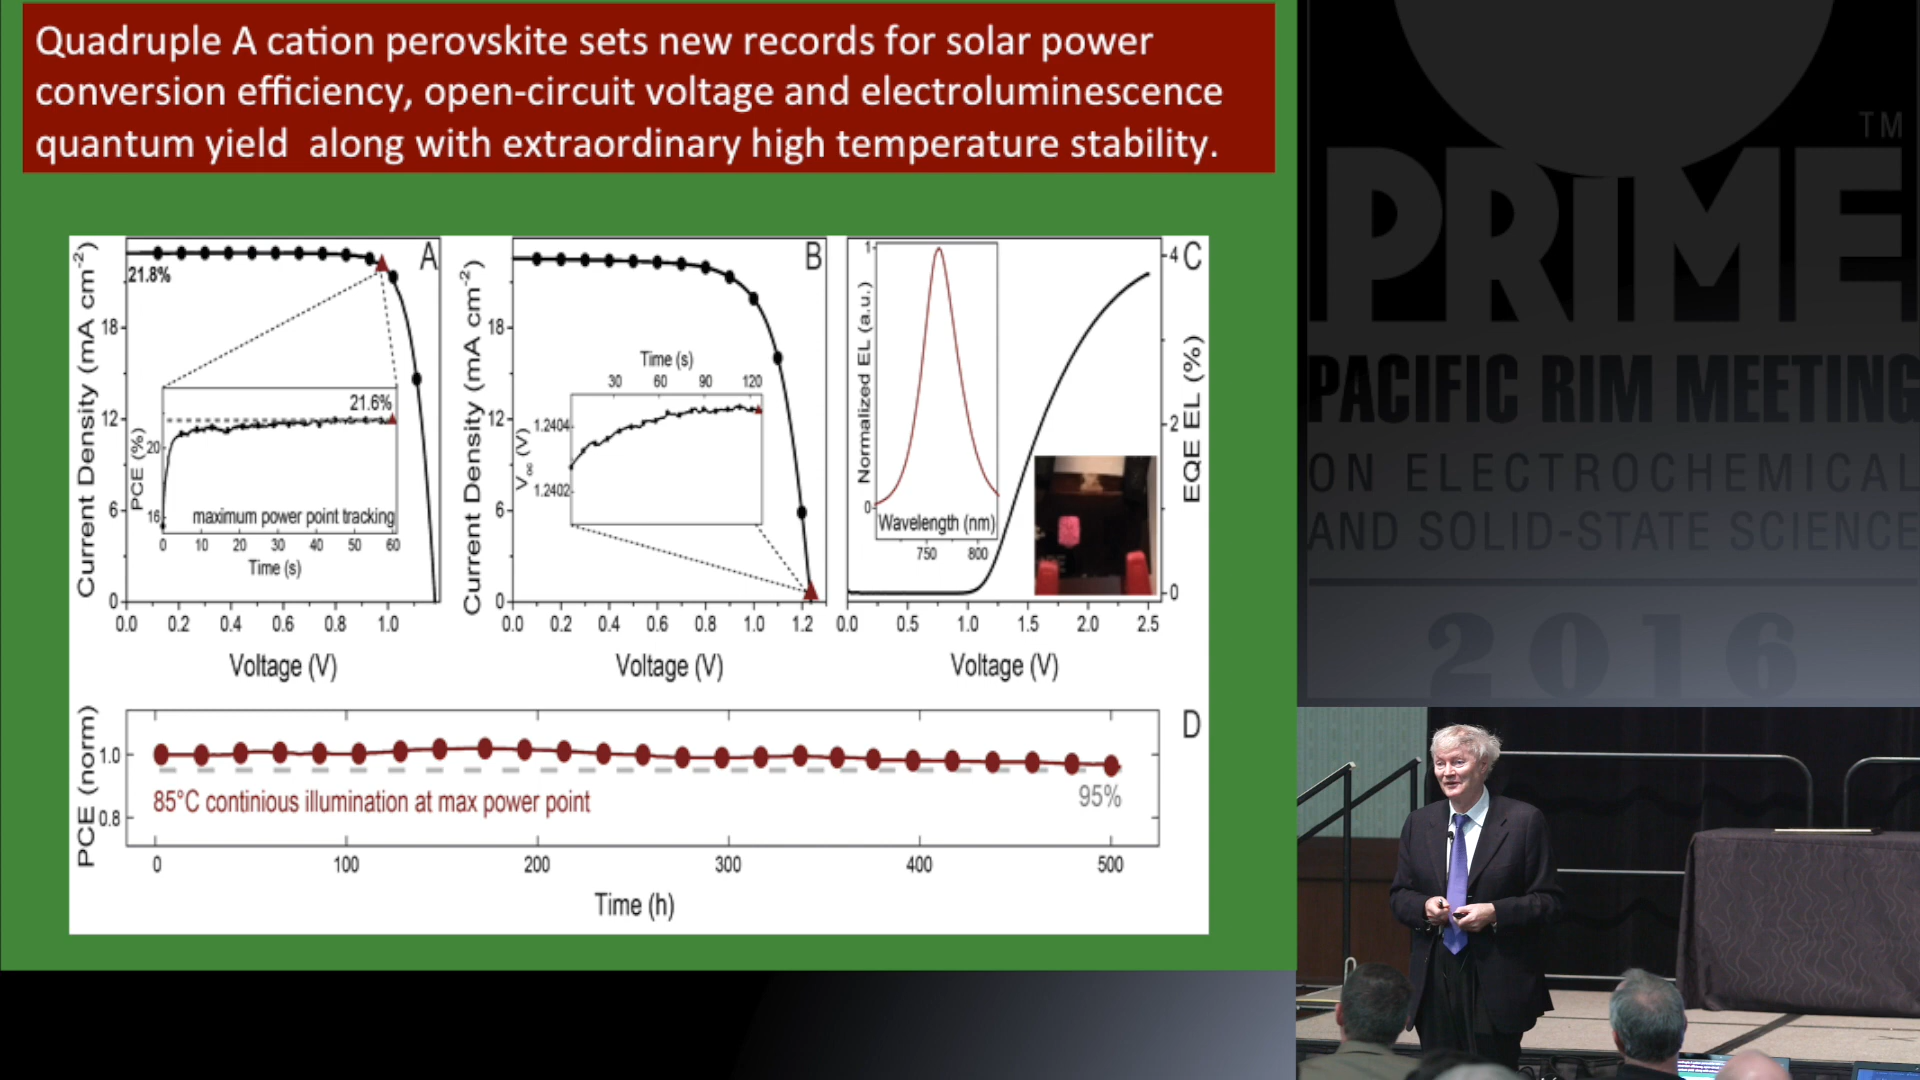 Quadruple A cation perovskite sets new records for solar power
conversion efficiency, open-circuit voltage and electroluminescence
quantum yield along with extraordinary high temperature stability.
A
Current Density (mA cm-2)
18
12
6
0
21.8%
21.6%
PCE (%)
20
16
maximum power point tracking
0 10 20 30 40 50 60
Time (s)
0.0 0.2 0.4 0.6 0.8 1.0
Voltage (V)
B
Current Density (mA cm-2)
18
12
6
0
Time (s)
30 60 90 120
Voc (V)
1.2404
1.2402
0.0 0.2 0.4 0.6 0.8 1.0 1.2
Voltage (V)
C
Normalized EL (a.u.)
1
0
Wavelength (nm)
750 800
EQE EL (%)
4
2
0
0.0 0.5 1.0 1.5 2.0 2.5
Voltage (V)
D
PCE (norm)
1.0
0.8
85°C continious illumination at max power point
95%
0 100 200 300 400 500
Time (h)
TM
PRiME
PACIFIC RIM MEETING
ON ELECTROCHEMICAL
AND SOLID-STATE SCIENCE
2016